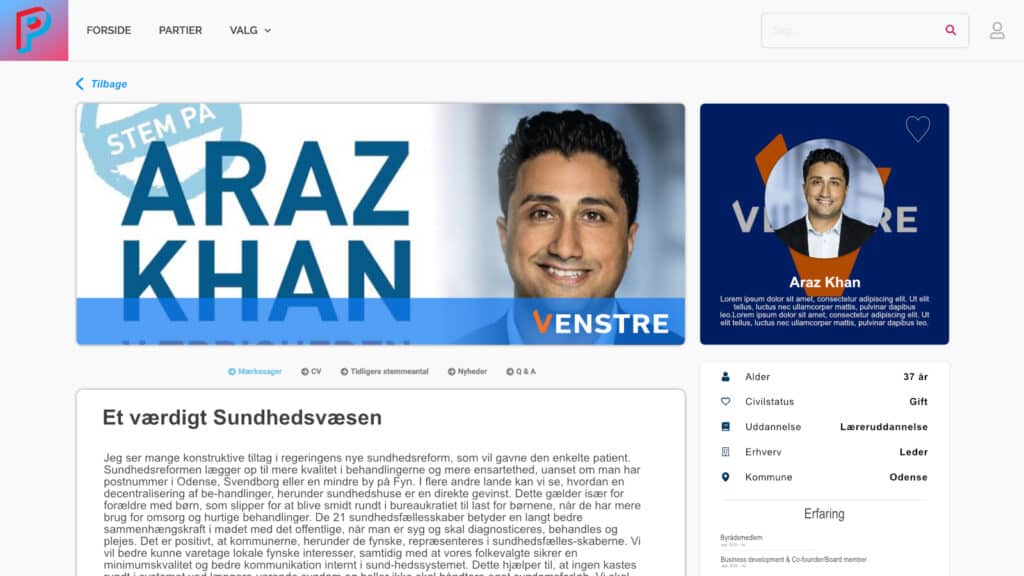 FORSIDE PARTIER VALG
Søg...
Tilbage
STEM PÅ
ARAZ
KHAN
VENSTRE
Araz Khan
Lorem ipsum dolor sit amet, consectetur adipiscing elit. Ut elit
tellus, luctus nec ullamcorper mattis, pulvinar dapibus
leo.Lorem ipsum dolor sit amet, consectetur adipiscing elit. Ut
elit tellus, luctus nec ullamcorper mattis, pulvinar dapibus leo.
Mærkesager CV Tidligere stemmeantal Nyheder Q & A
Et værdigt Sundhedsvæsen
Jeg ser mange konstruktive tiltag i regeringens nye sundhedsreform, som vil gavne den enkelte patient.
Sundhedsreformen lægger op til mere kvalitet i behandlingerne og mere ensartethed, uanset om man har
postnummer i Odense, Svendborg eller en mindre by på Fyn. I flere andre lande kan vi se, hvordan en
decentralisering af be-handlinger, herunder sundhedshuse er en direkte gevinst. Dette gælder især for
forældre med børn, som slipper for at blive smidt rundt i bureaukratiet til last for børnene, når de har mere
brug for omsorg og hurtige behandlinger. De 21 sundhedsfællesskaber betyder en langt bedre
sammenhængskraft i mødet med det offentlige, når man er syg og skal diagnosticeres, behandles og
plejes. Det er positivt, at kommunerne, herunder de fynske, repræsenteres i sundhedsfælles-skaberne. Vi
vil bedre kunne varetage lokale fynske interesser, samtidig med at vores folkevalgte sikrer en
minimumskvalitet og bedre kommunikation internt i sund-hedssystemet. Dette hjælper til, at ingen kastes
Alder 37 år
Civilstatus Gift
Uddannelse Læreruddannelse
Erhverv Leder
Kommune Odense
Erfaring
Byrådsmedlem
Business development & Co-founder/Board member